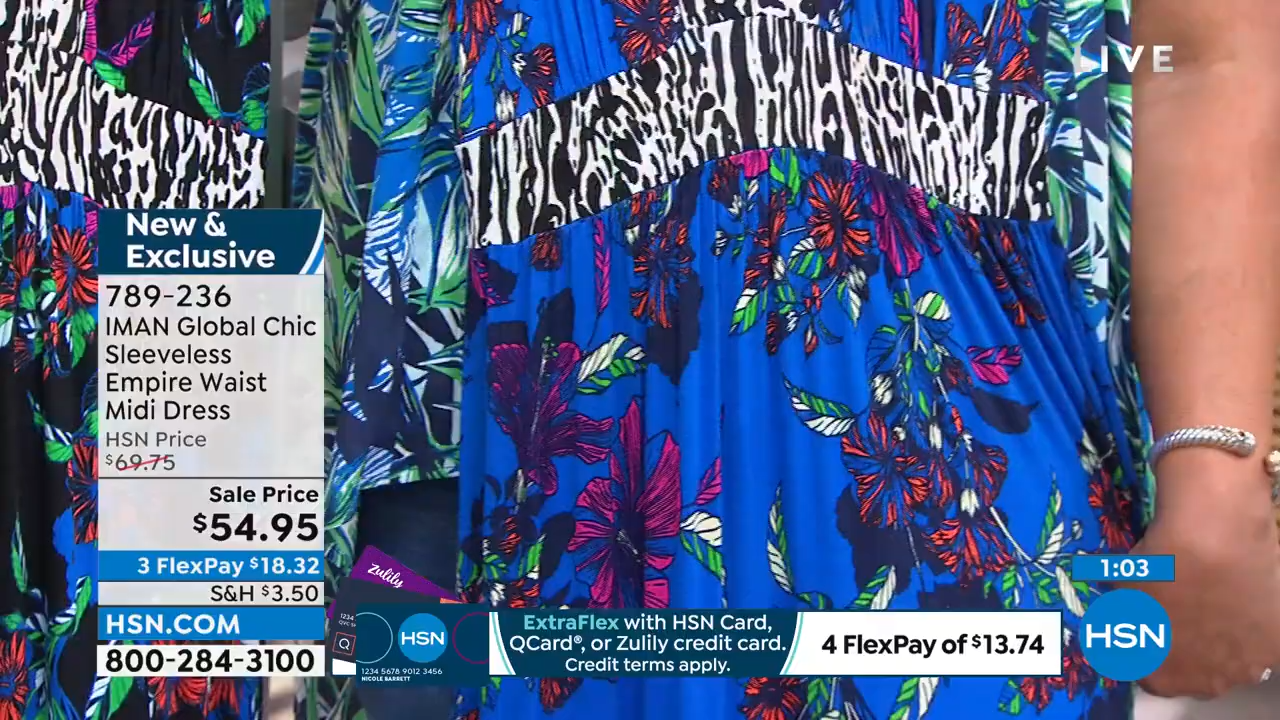 LIVE
New &
Exclusive
789-236
IMAN Global Chic
Sleeveless
Empire Waist
Midi Dress
HSN Price
$69.75
Sale Price
$54.95
3 FlexPay $18.32
S&H $3.50
HSN.COM
800-284-3100
Zulily
1234
Q
HSN
1234 5678 9012 3456
NICOLE BARRETT
ExtraFlex with HSN Card,
QCard®, or Zulily credit card.
Credit terms apply.
4 FlexPay of $13.74
1:03
HSN